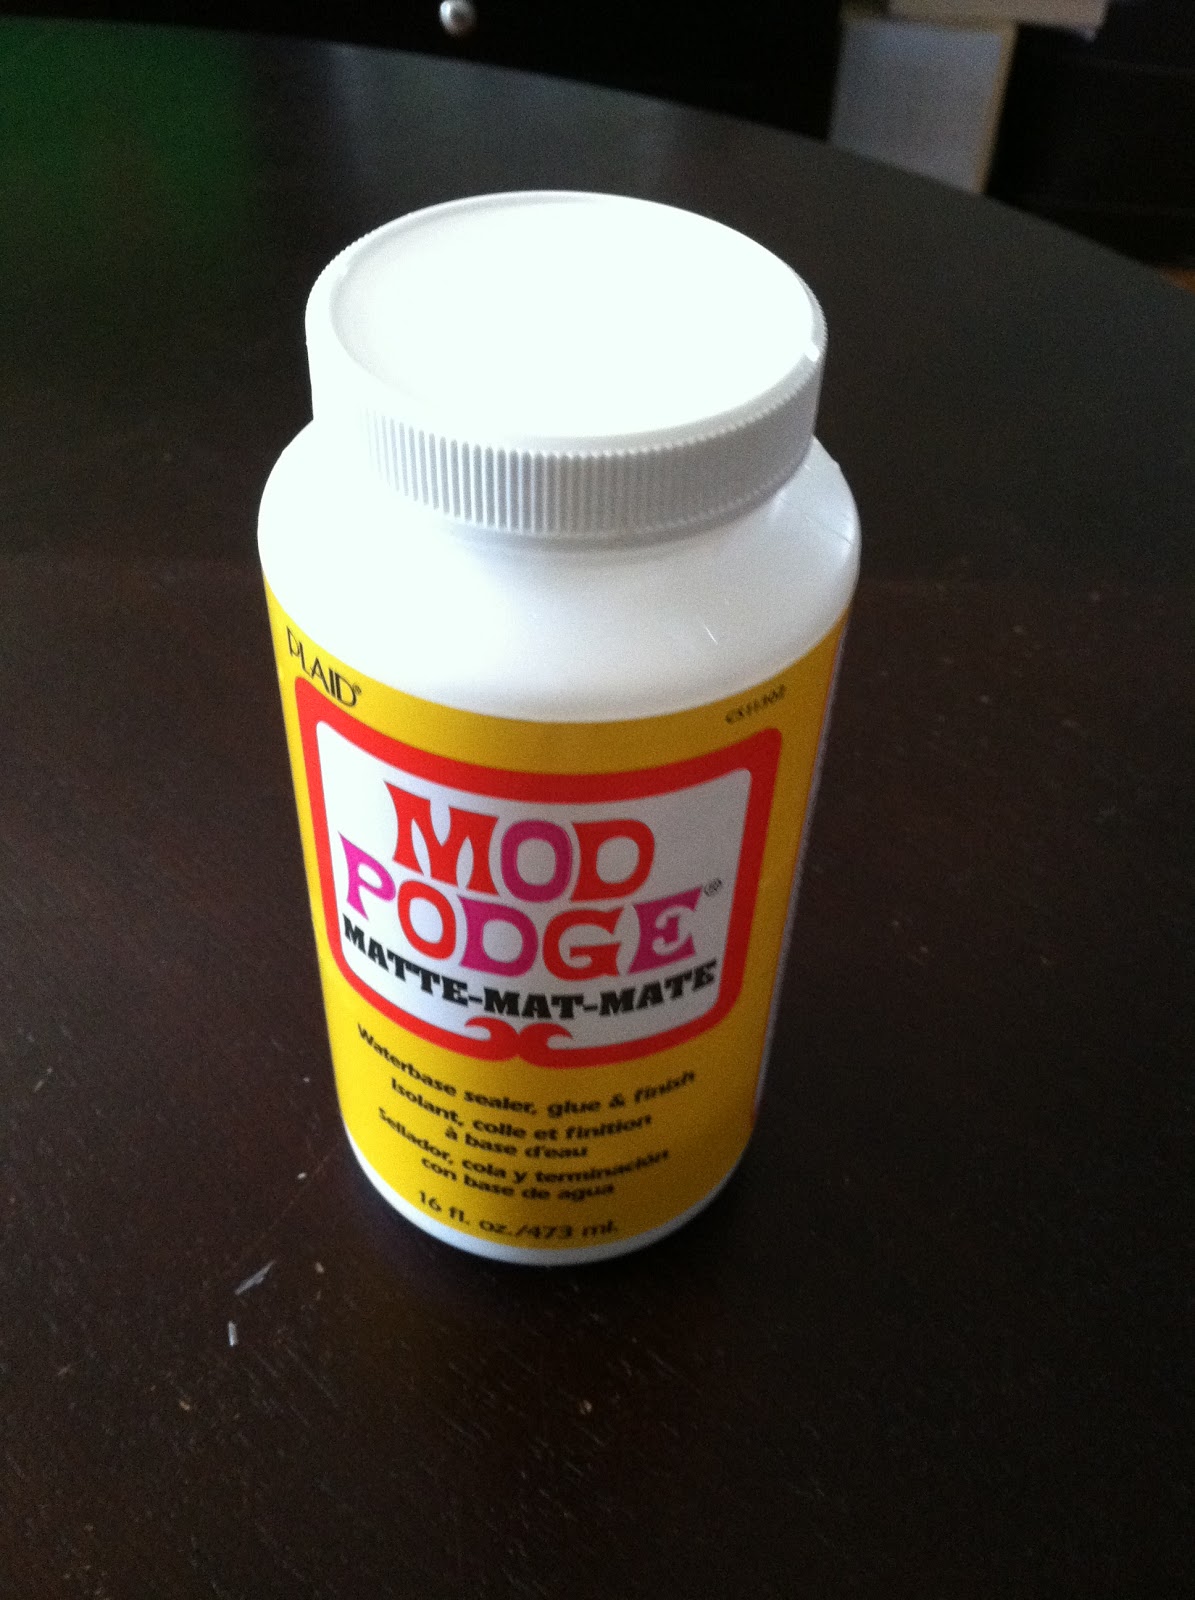 PLAID®
CS11302
MOD
PODGE®
MATTE-MAT-MATE
Waterbase sealer, glue & finish
Isolant, colle et finition
à base d'eau
Sellador, cola y terminación
con base de agua
16 fl. oz./473 ml.